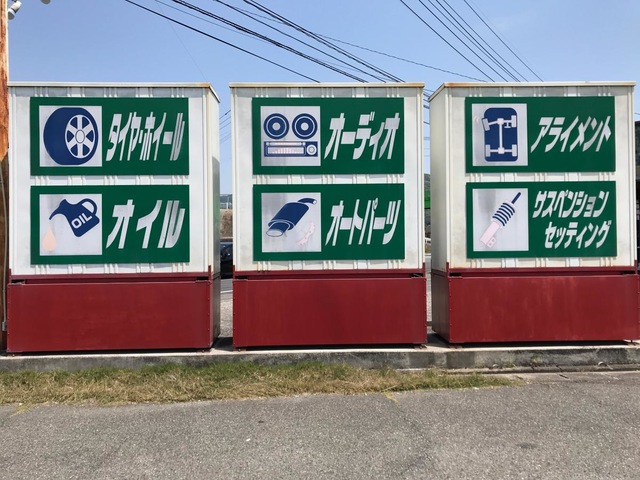 タイヤ・ホイール
OIL
オイル
オーディオ
オートパーツ
アライメント
サスペンション
セッティング